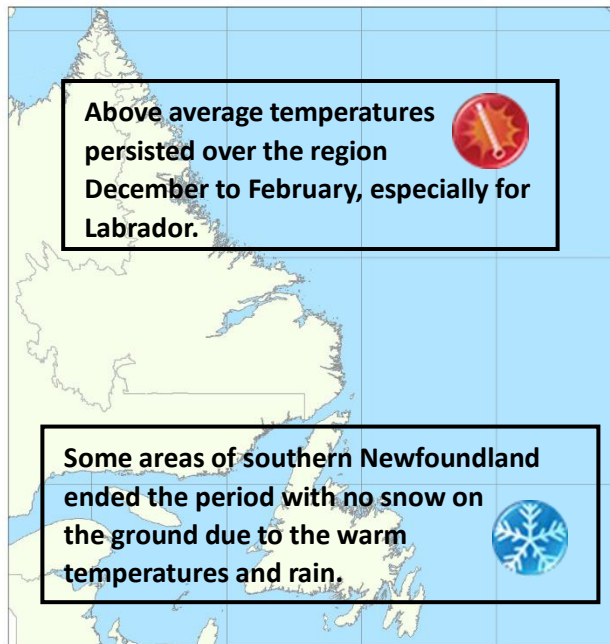 Above average temperatures
persisted over the region
December to February, especially for
Labrador.
Some areas of southern Newfoundland
ended the period with no snow on
the ground due to the warm
temperatures and rain.